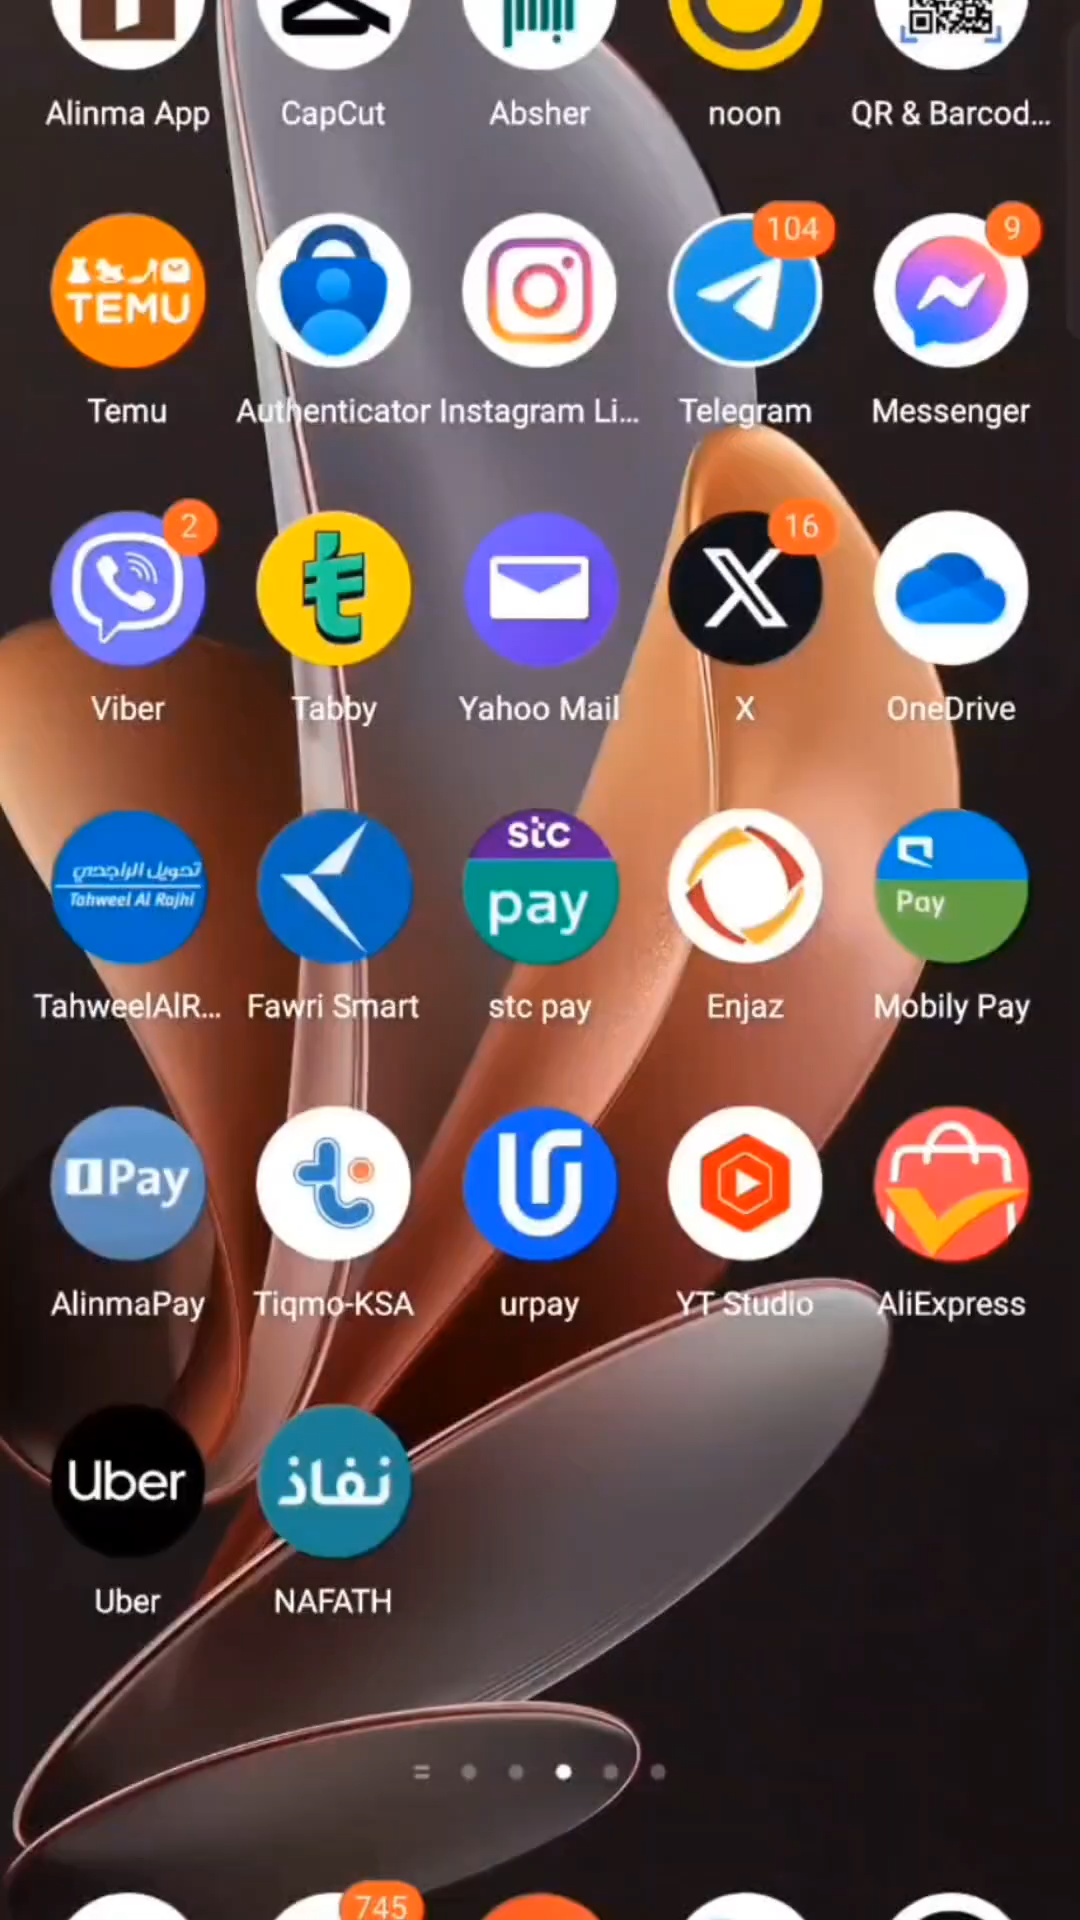 Alinma App
CapCut
Absher
noon
QR & Barcod...
104
9
TEMU
Temu
Authenticator
Instagram Li...
Telegram
Messenger
2
16
Viber
Tabby
Yahoo Mail
X
OneDrive
تحويل الراجحي
Tahweel Al Rajhi
stc
pay
Pay
TahweelAlR...
Fawri Smart
stc pay
Enjaz
Mobily Pay
Pay
AlinmaPay
Tiqmo-KSA
urpay
YT Studio
AliExpress
Uber
نفاذ
Uber
NAFATH
745